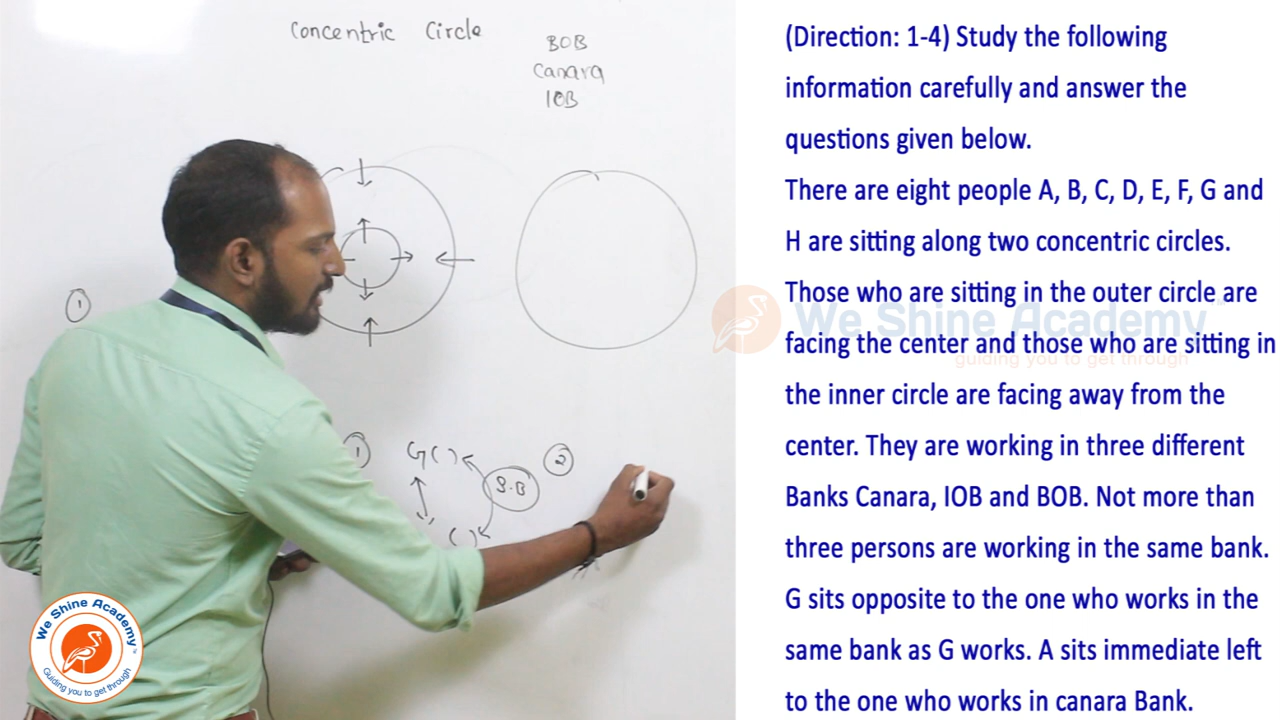 Concentric Circle
BOB
Canara
IOB
1
1
G ( )
S.B
2
( )
(Direction: 1-4) Study the following
information carefully and answer the
questions given below.
There are eight people A, B, C, D, E, F, G and
H are sitting along two concentric circles.
Those who are sitting in the outer circle are
facing the center and those who are sitting in
the inner circle are facing away from the
center. They are working in three different
Banks Canara, IOB and BOB. Not more than
three persons are working in the same bank.
G sits opposite to the one who works in the
same bank as G works. A sits immediate left
to the one who works in canara Bank.
We Shine Academy
guiding you to get through
We Shine Academy
Guiding you to get through